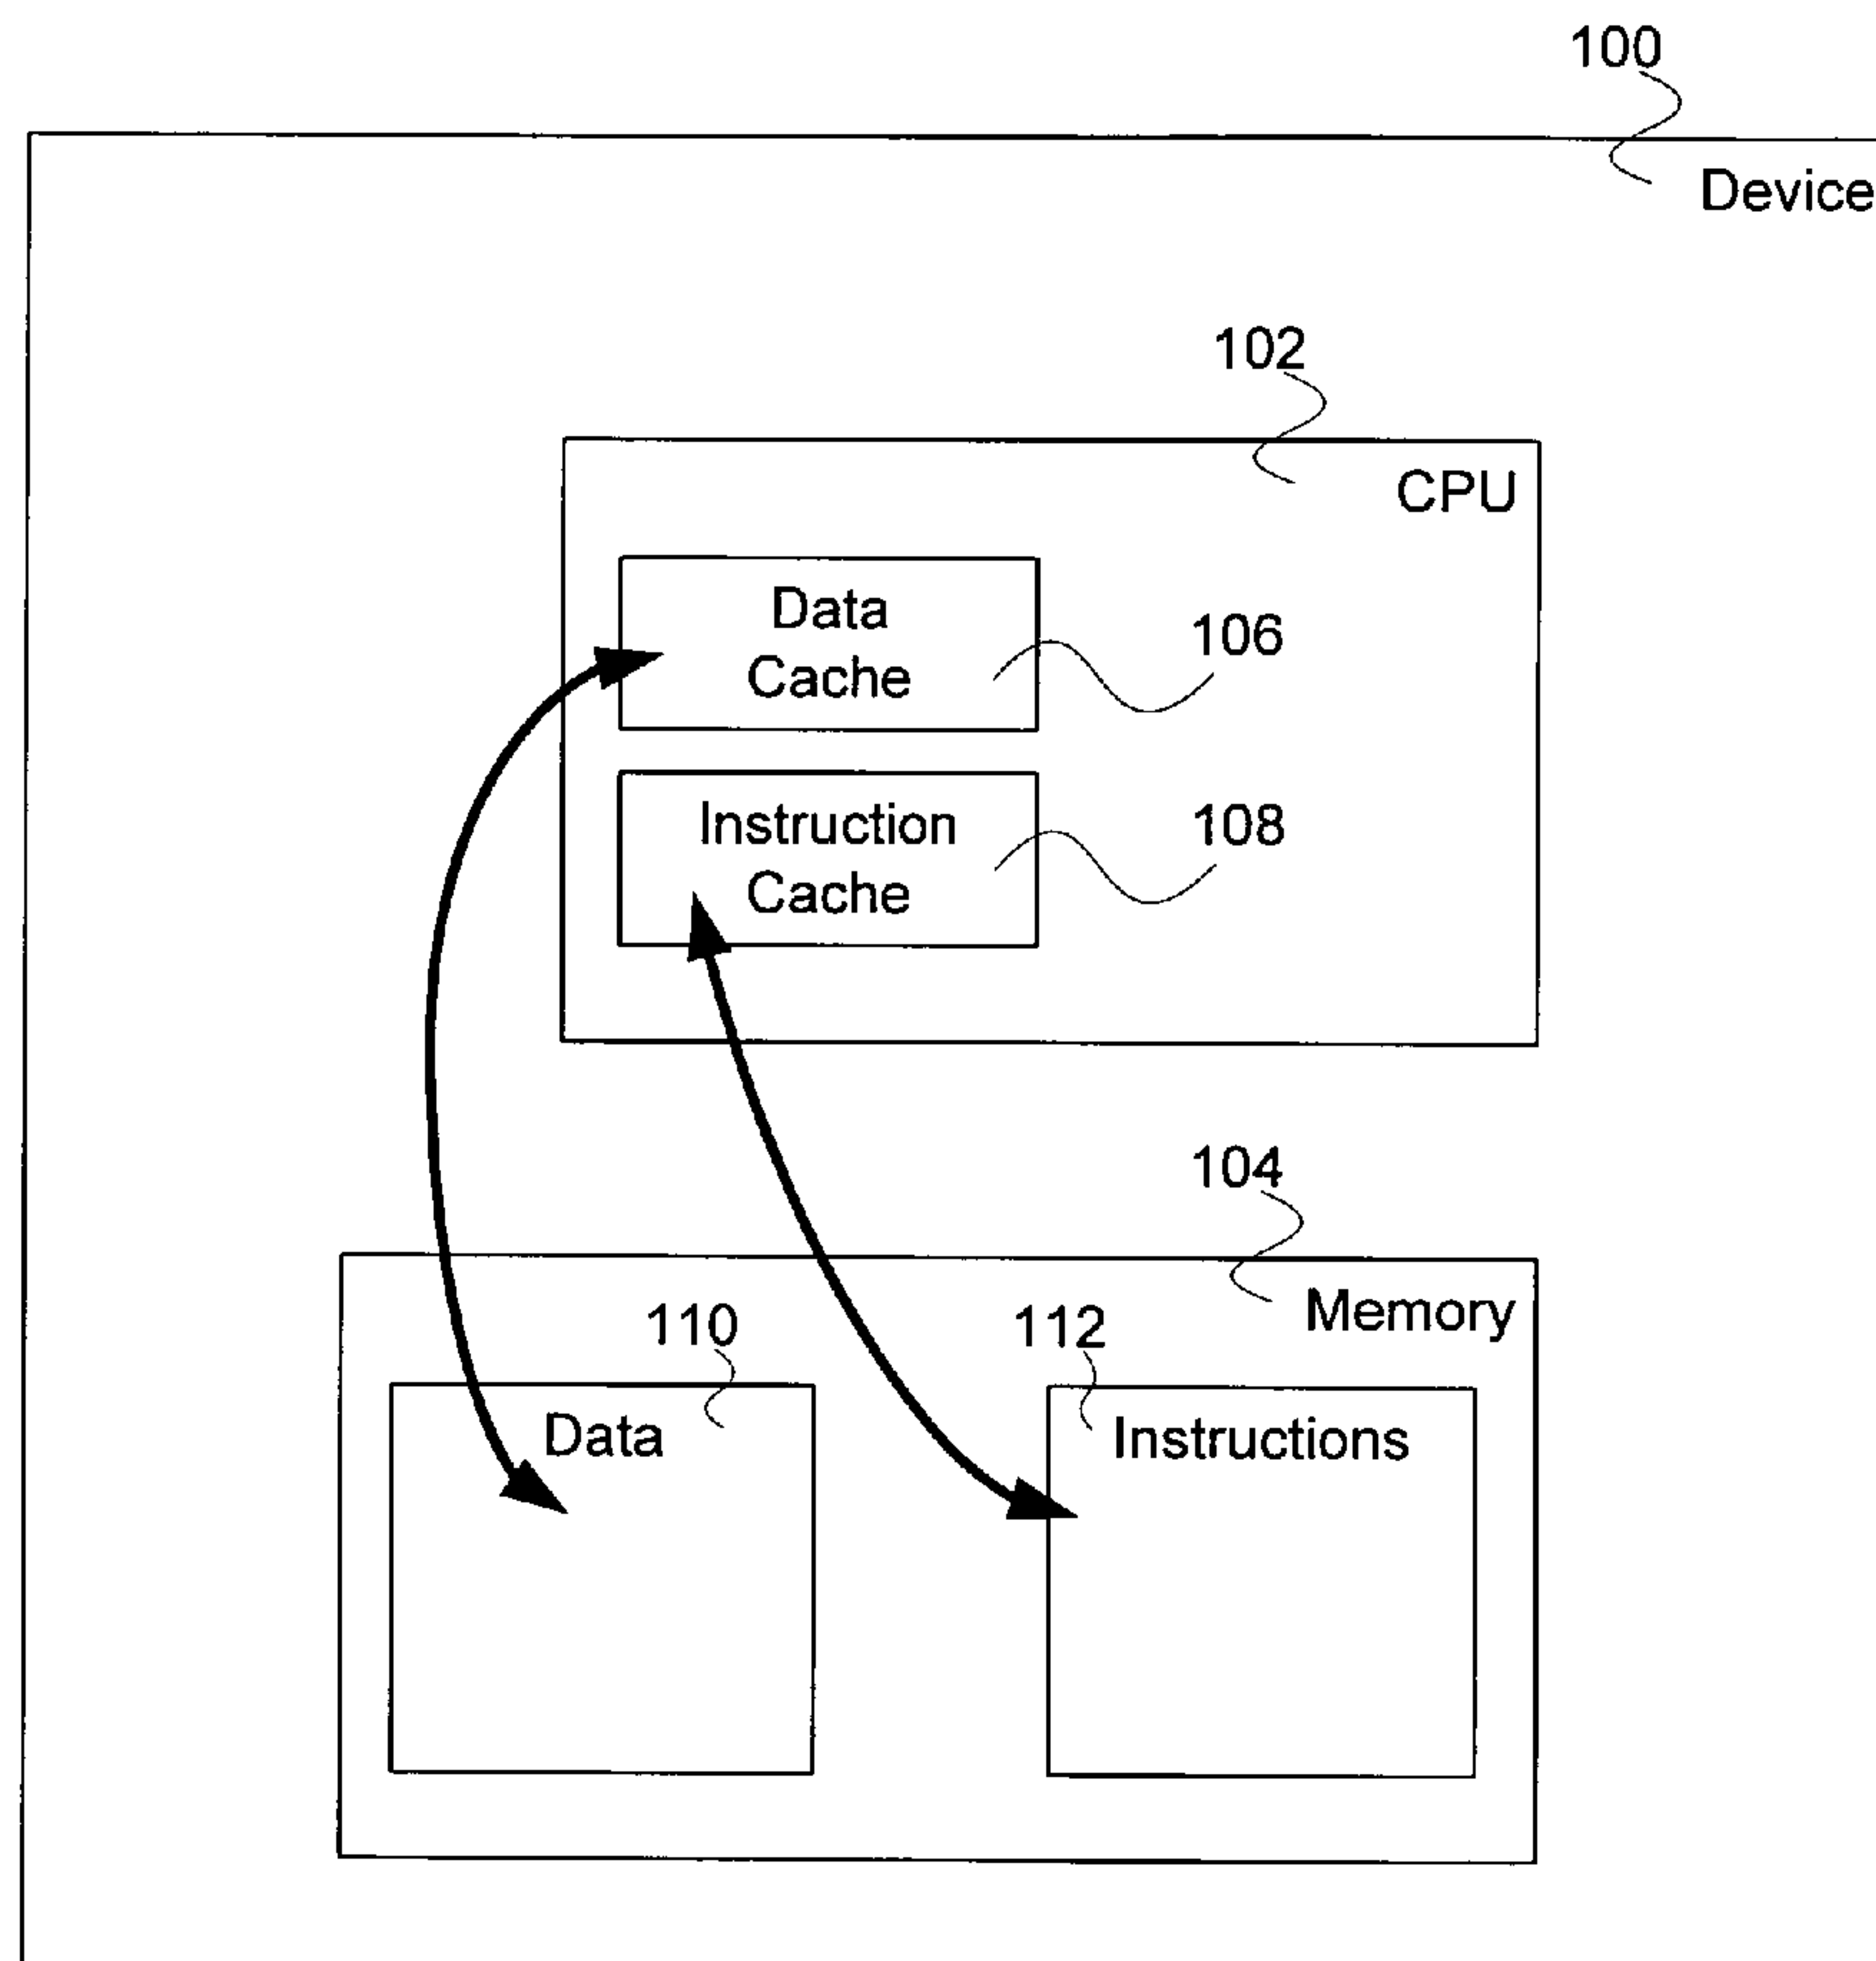 100
Device
102
CPU
Data
Cache
106
Instruction
Cache
108
104
Memory
110
112
Data
Instructions